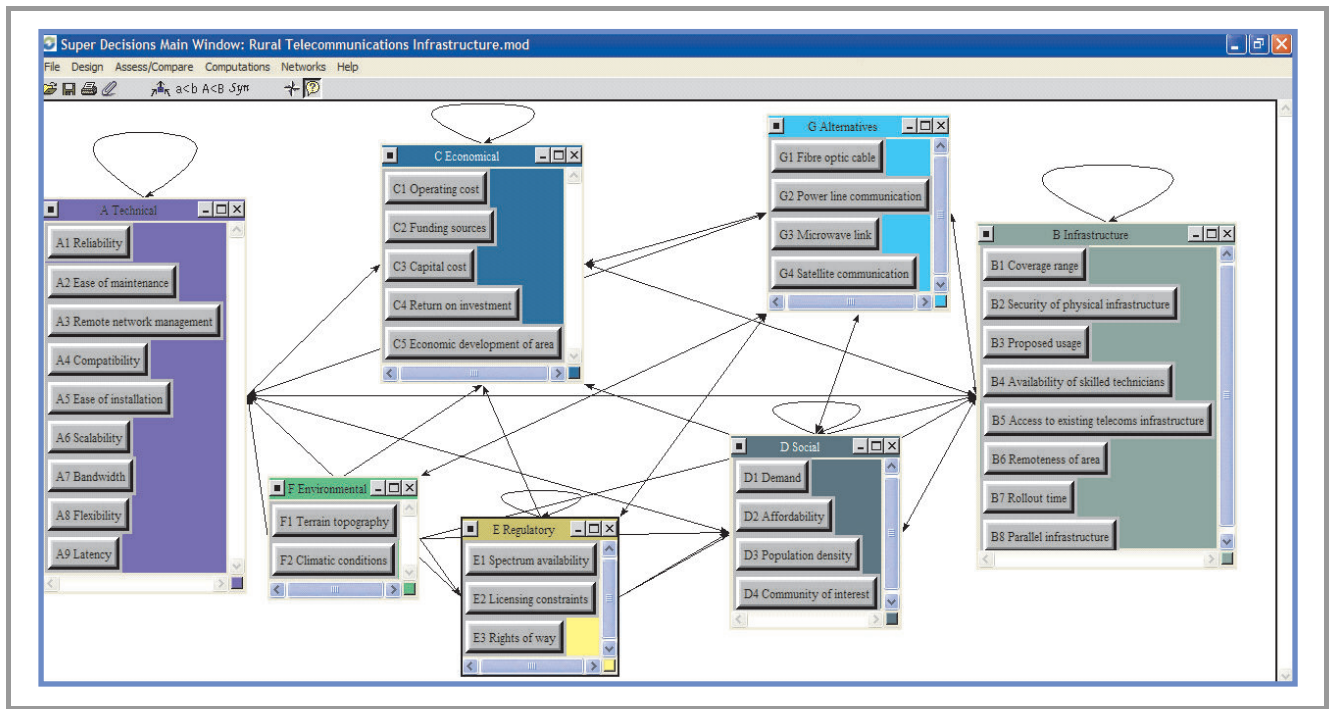 Super Decisions Main Window: Rural Telecommunications Infrastructure.mod
File Design Assess/Compare Computations Networks Help
a<b A<B Syn
A Technical
A1 Reliability
A2 Ease of maintenance
A3 Remote network management
A4 Compatibility
A5 Ease of installation
A6 Scalability
A7 Bandwidth
A8 Flexibility
A9 Latency
C Economical
C1 Operating cost
C2 Funding sources
C3 Capital cost
C4 Return on investment
C5 Economic development of area
G Alternatives
G1 Fibre optic cable
G2 Power line communication
G3 Microwave link
G4 Satellite communication
B Infrastructure
B1 Coverage range
B2 Security of physical infrastructure
B3 Proposed usage
B4 Availability of skilled technicians
B5 Access to existing telecoms infrastructure
B6 Remoteness of area
B7 Rollout time
B8 Parallel infrastructure
F Environmental
F1 Terrain topography
F2 Climatic conditions
E Regulatory
E1 Spectrum availability
E2 Licensing constraints
E3 Rights of way
D Social
D1 Demand
D2 Affordability
D3 Population density
D4 Community of interest